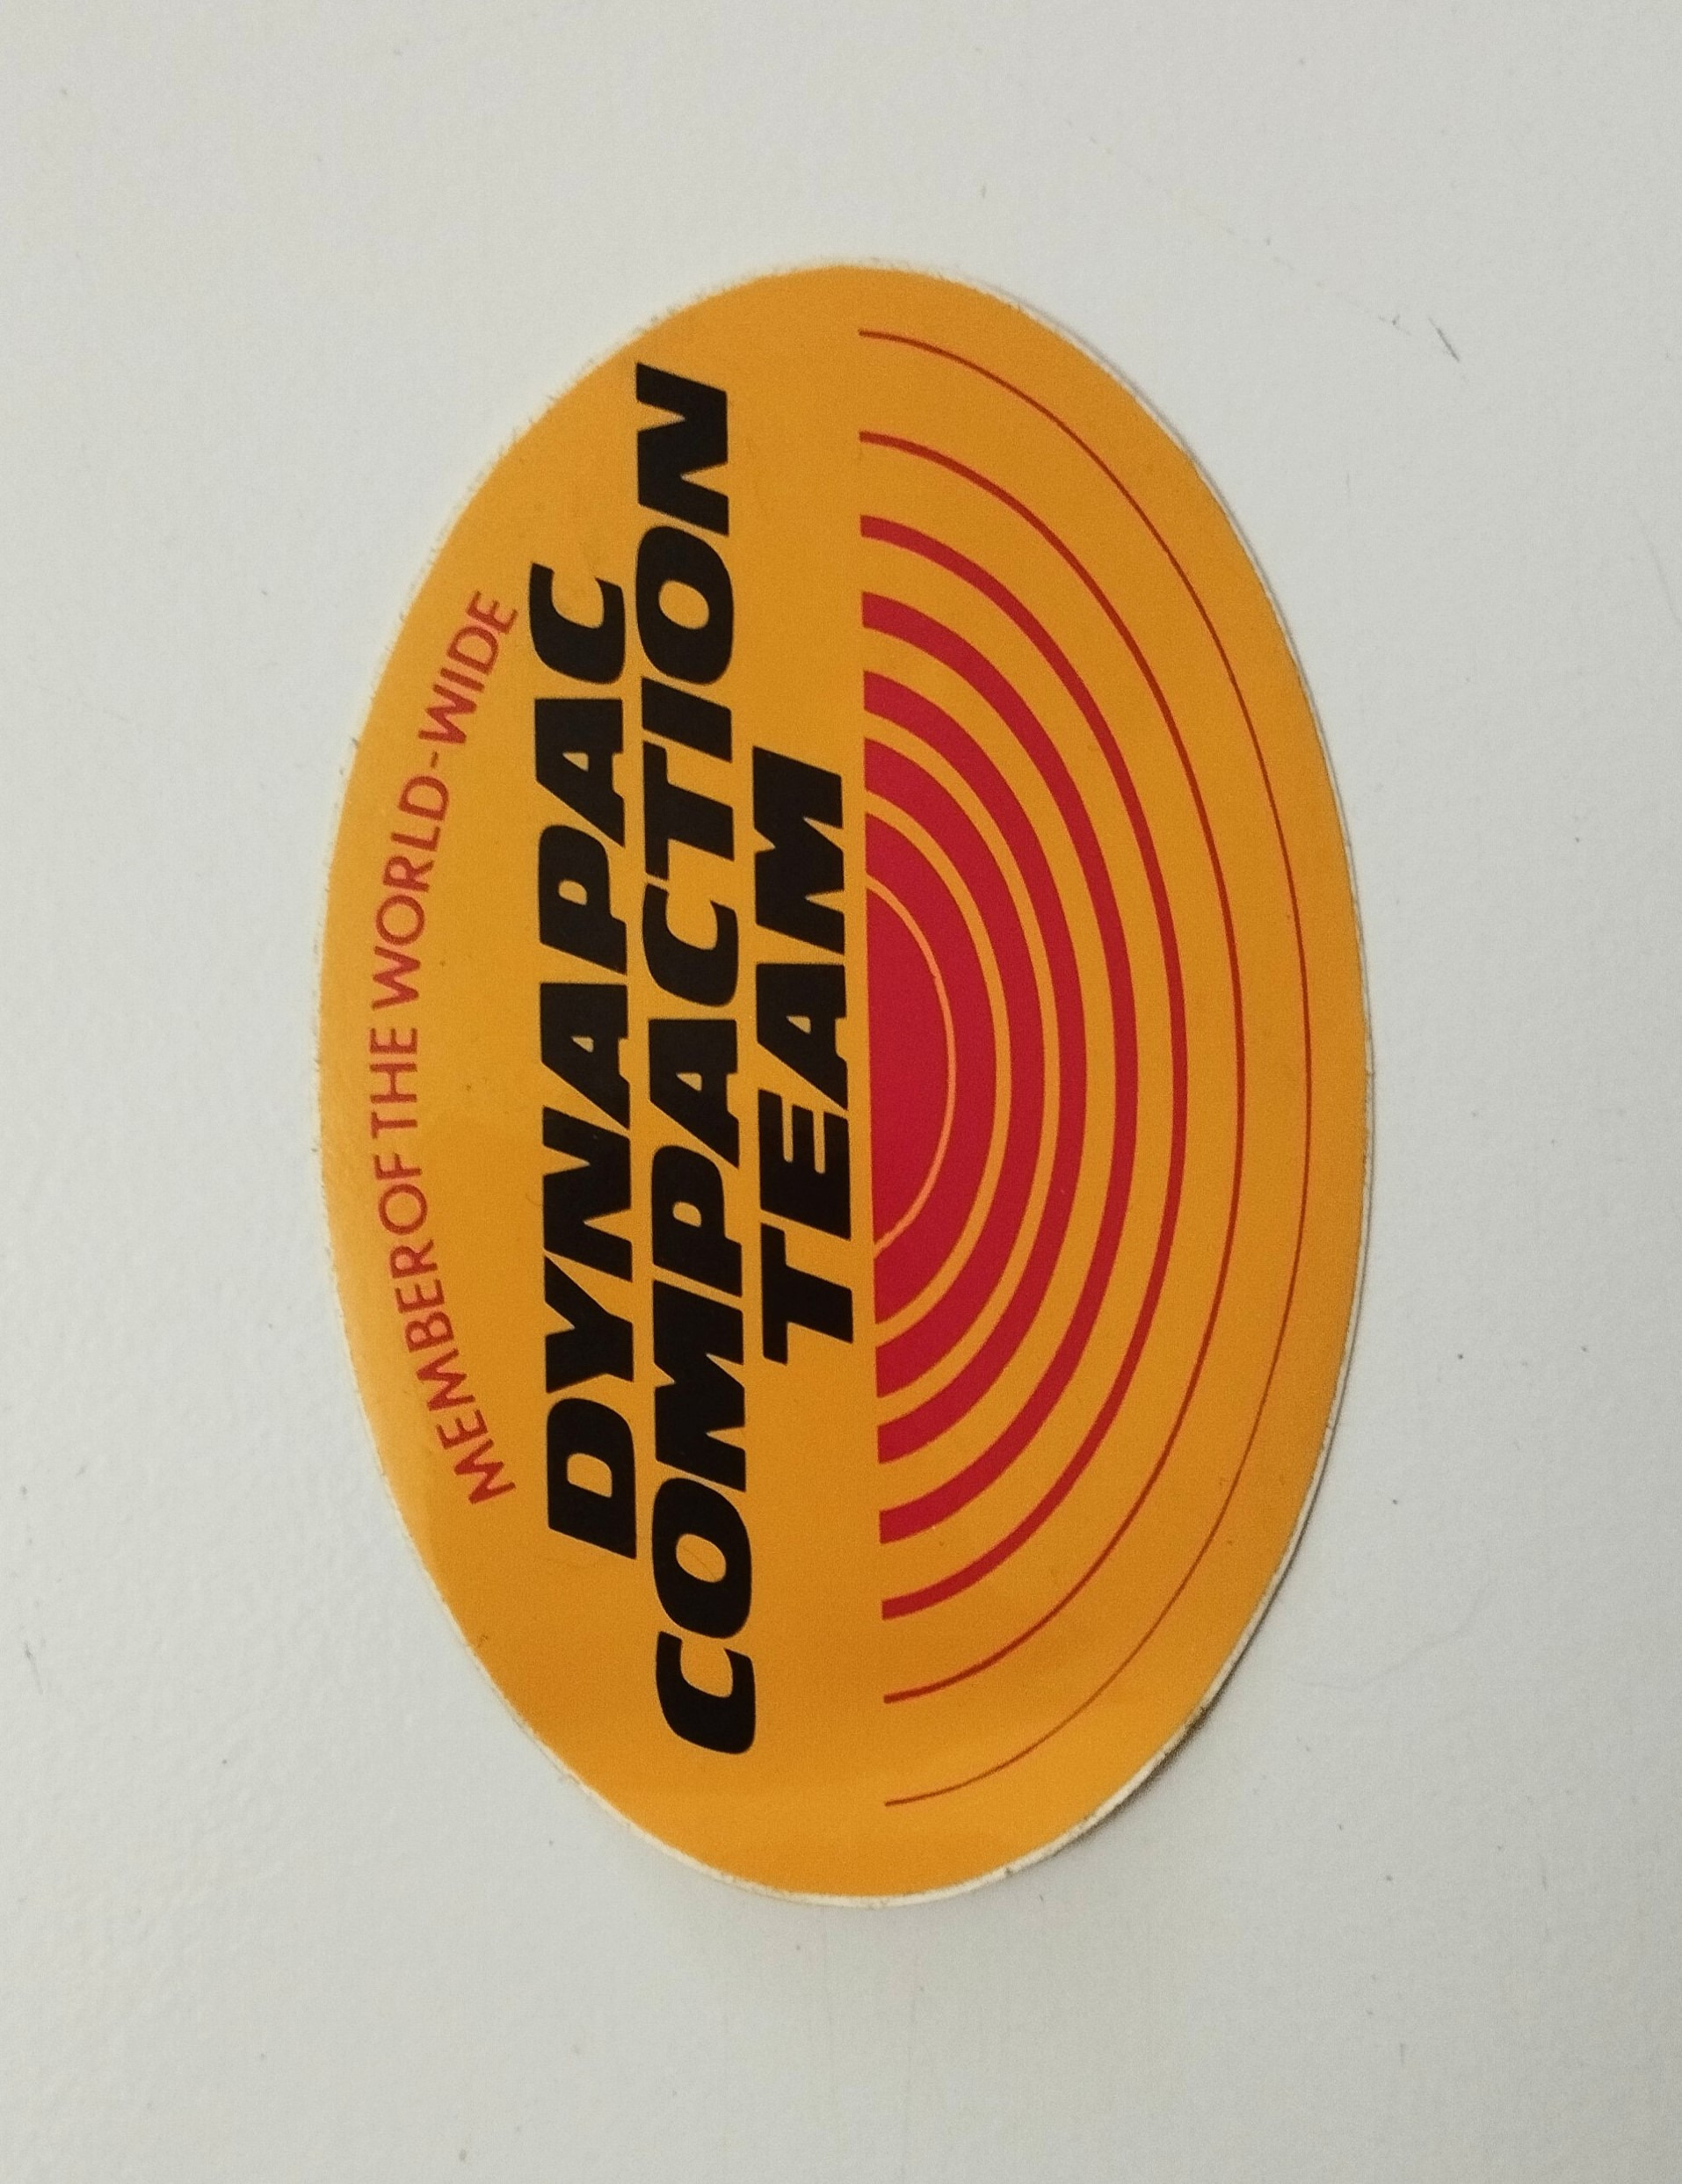 MEMBER OF THE WORLD-WIDE
DYNAPAC
COMPACTION
TEAM